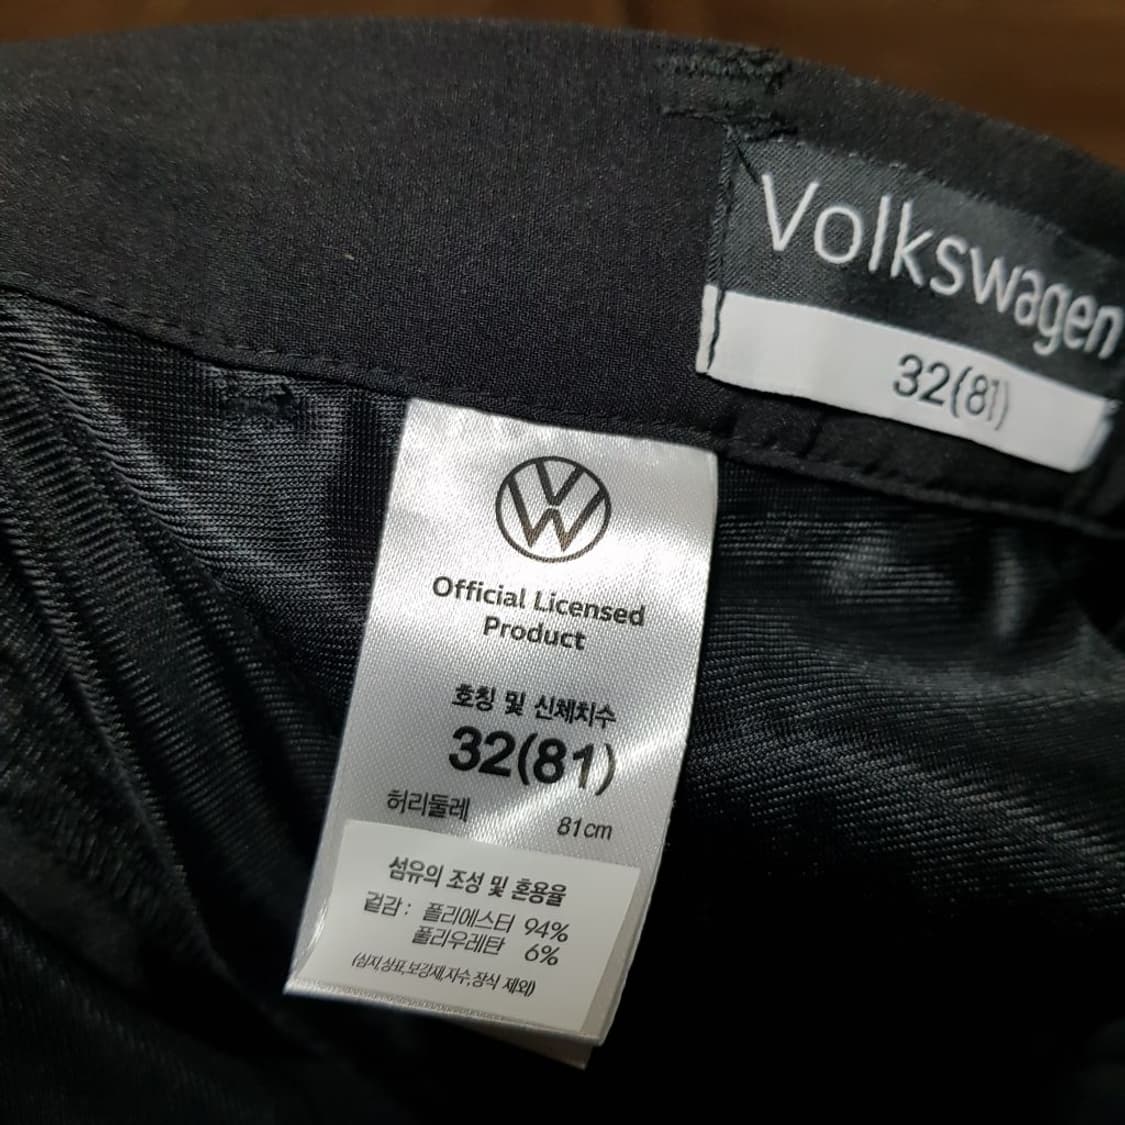 Volkswagen
32(81)
Official Licensed
Product
호칭 및 신체치수
32(81)
허리둘레 81cm
섬유의 조성 및 혼용율
겉감 : 폴리에스터 94%
폴리우레탄 6%
(심지,상표,보강재,자수,장식 제외)